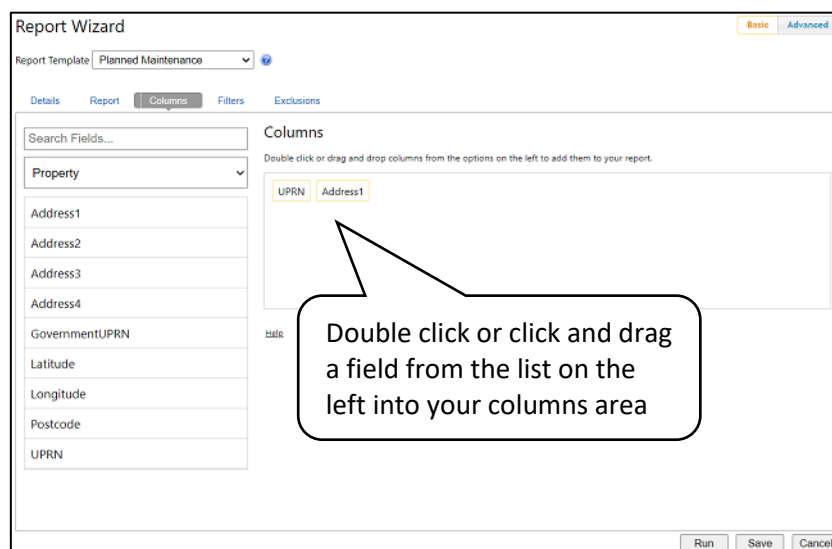 Report Wizard
Basic Advanced
Report Template Planned Maintenance
Details Report Columns Filters Exclusions
Search Fields...
Property
Address1
Address2
Address3
Address4
GovernmentUPRN
Latitude
Longitude
Postcode
UPRN
Columns
Double click or drag and drop columns from the options on the left to add them to your report.
UPRN Address1
Help
Double click or click and drag
a field from the list on the
left into your columns area
Run Save Cancel